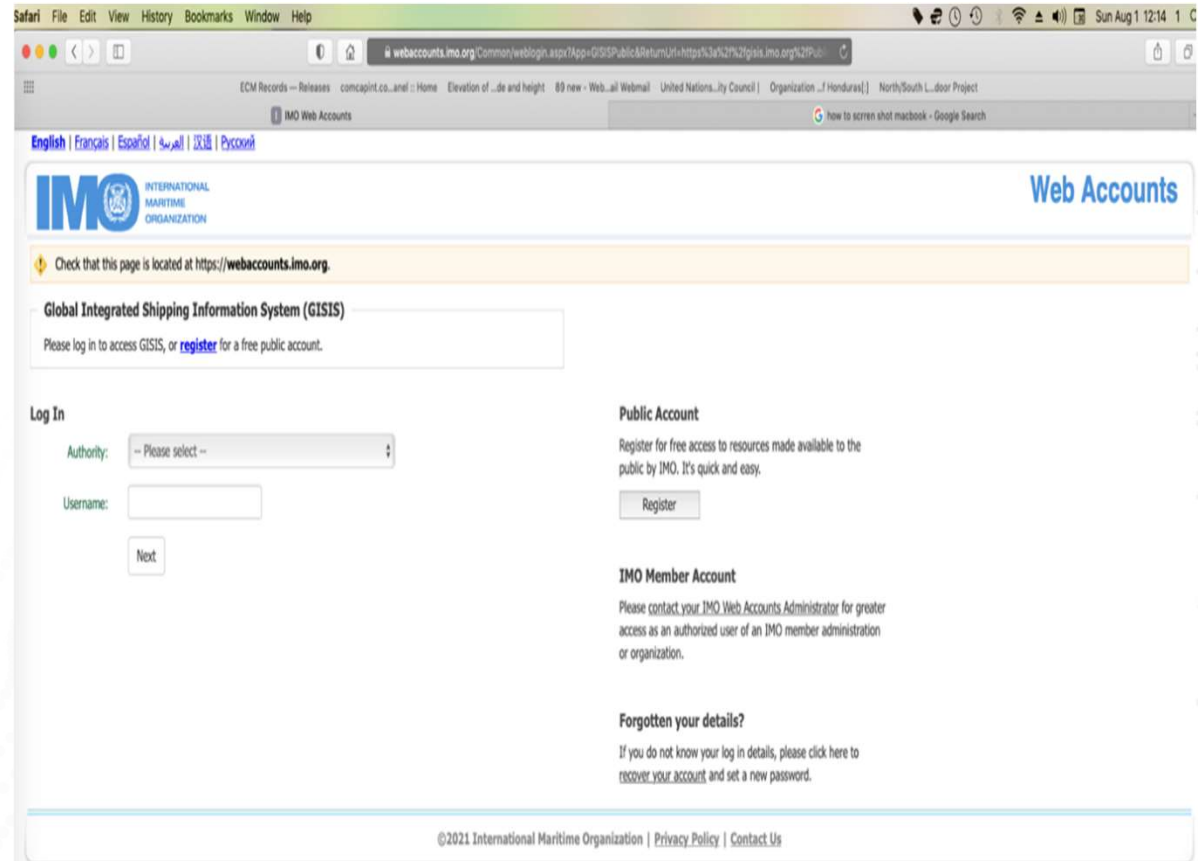 Safari File Edit View History Bookmarks Window Help
Sun Aug 1 12:14
webaccounts.imo.org/Common/weblogin.aspx?App=GISISPublic&ReturnUrl=https%3a%2f%2fgisis.imo.org%2fPubl
ECM Records — Releases comcapint.co...anel :: Home Elevation of ...de and height 89 new - Web...ail Webmail United Nations...ity Council | Organization ...f Honduras[.] North/South L...door Project
IMO Web Accounts
how to scrren shot macbook - Google Search
English | Français | Español | العربية | 汉语 | Русский
IMO INTERNATIONAL
MARITIME
ORGANIZATION
Web Accounts
Check that this page is located at https://webaccounts.imo.org.
Global Integrated Shipping Information System (GISIS)
Please log in to access GISIS, or register for a free public account.
Log In
Authority: -- Please select --
Username:
Next
Public Account
Register for free access to resources made available to the
public by IMO. It's quick and easy.
Register
IMO Member Account
Please contact your IMO Web Accounts Administrator for greater
access as an authorized user of an IMO member administration
or organization.
Forgotten your details?
If you do not know your log in details, please click here to
recover your account and set a new password.
©2021 International Maritime Organization | Privacy Policy | Contact Us